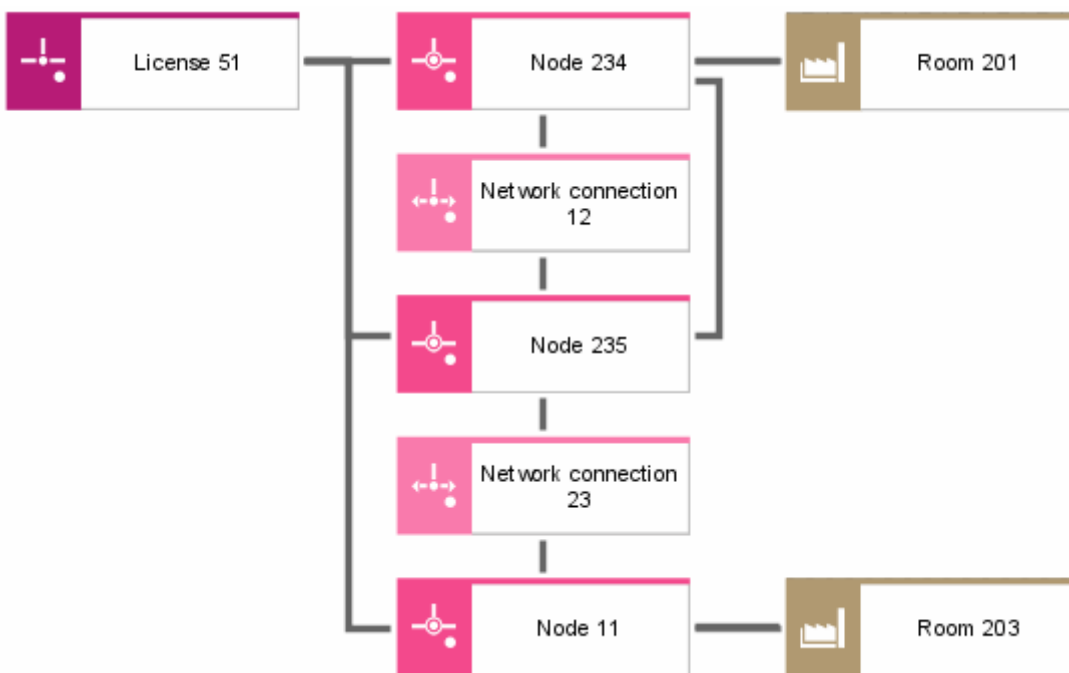 License 51
Node 234
Room 201
Network connection
12
Node 235
Network connection
23
Node 11
Room 203